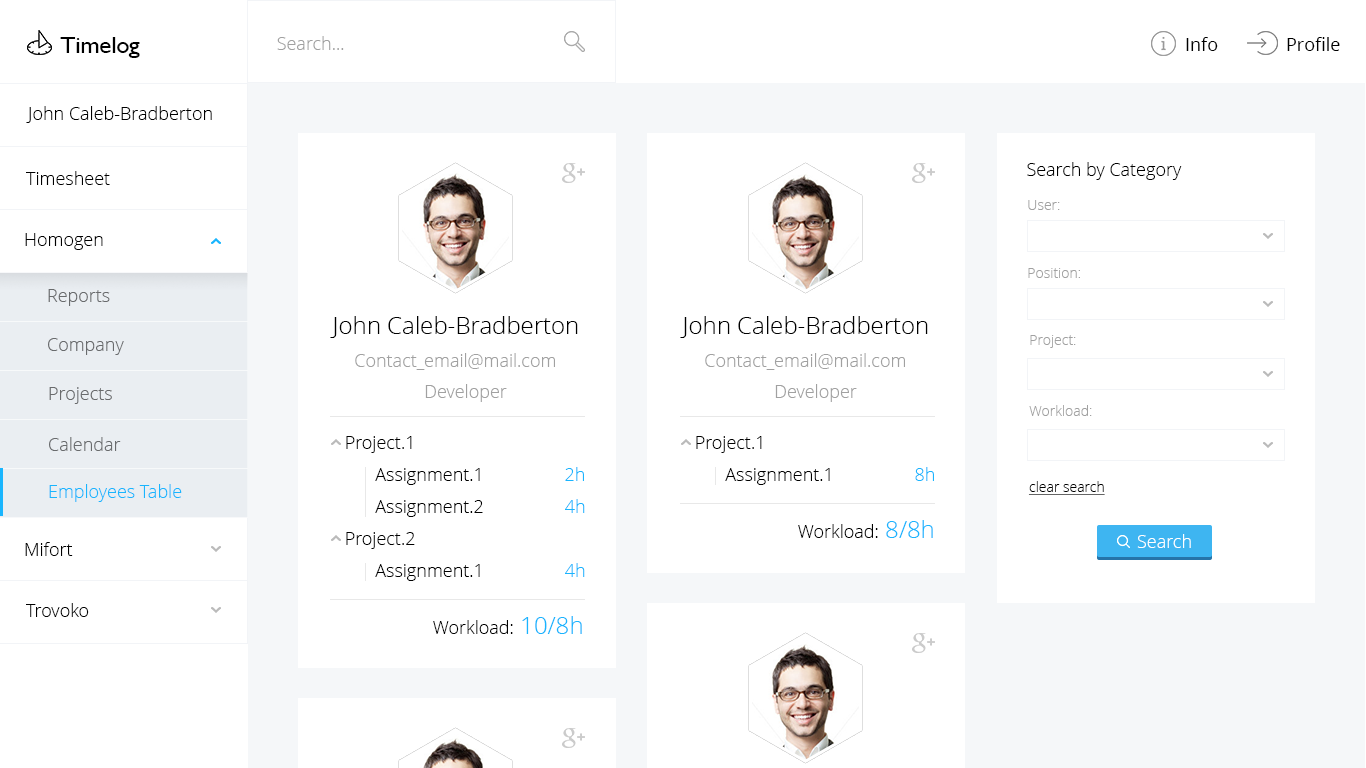 Timelog
Search...
Info
Profile
John Caleb-Bradberton
Timesheet
Homogen
Reports
Company
Projects
Calendar
Employees Table
Mifort
Trovoko
g+
John Caleb-Bradberton
Contact_email@mail.com
Developer
Project.1
Assignment.1 2h
Assignment.2 4h
Project.2
Assignment.1 4h
Workload: 10/8h
g+
g+
John Caleb-Bradberton
Contact_email@mail.com
Developer
Project.1
Assignment.1 8h
Workload: 8/8h
g+
Search by Category
User:
Position:
Project:
Workload:
clear search
Search